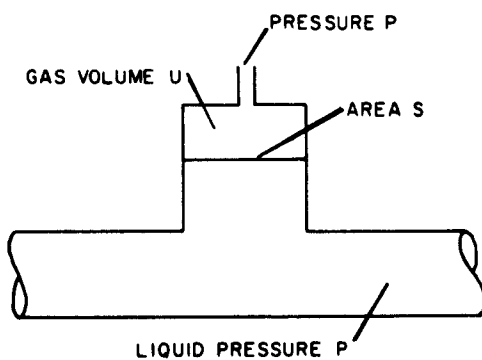 PRESSURE P
GAS VOLUME U
AREA S
LIQUID PRESSURE P